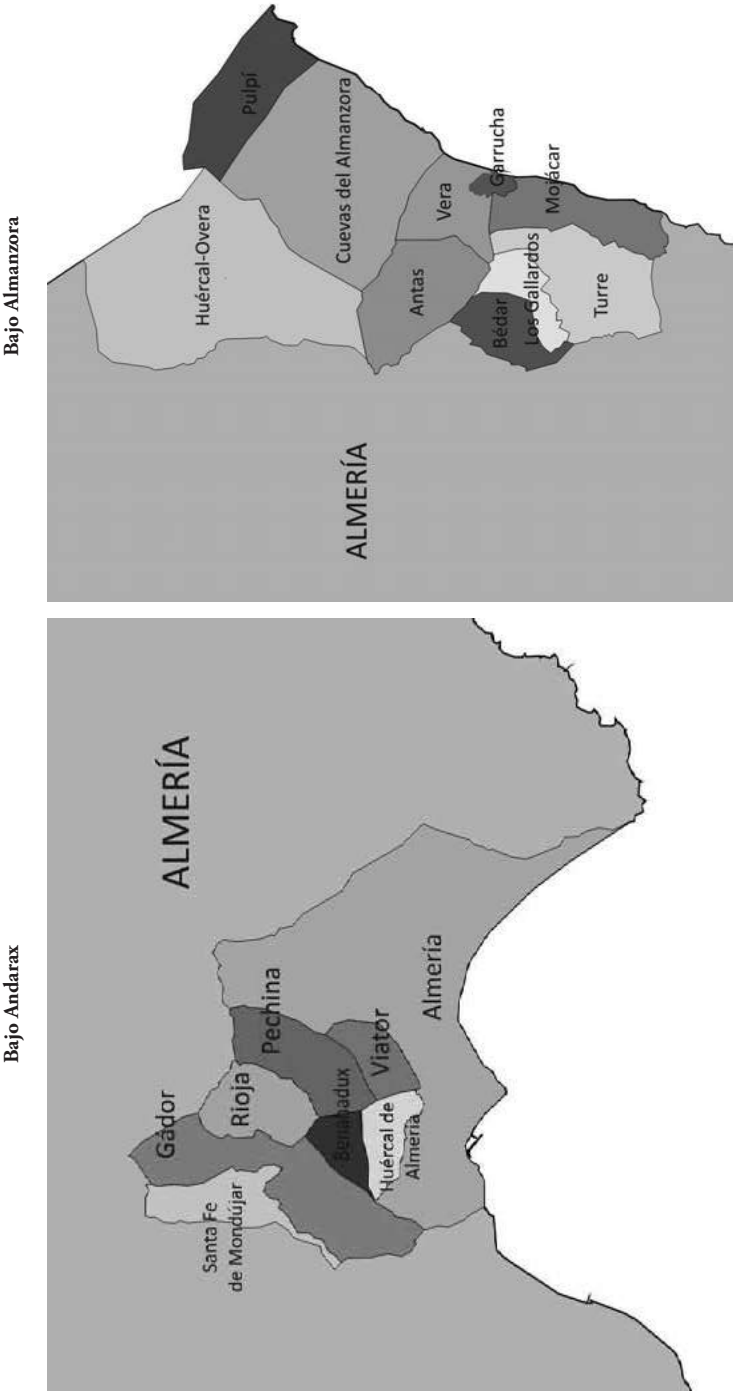 Bajo Almanzora
Pulpí
Huércal-Overa
Cuevas del Almanzora
Vera
Garrucha
Antas
Mojácar
Bédar
Los Gallardos
Turre
ALMERÍA
Bajo Andarax
ALMERÍA
Gádor
Rioja
Pechina
Santa Fe
de Mondújar
Benahadux
Viator
Huércal de
Almería
Almería